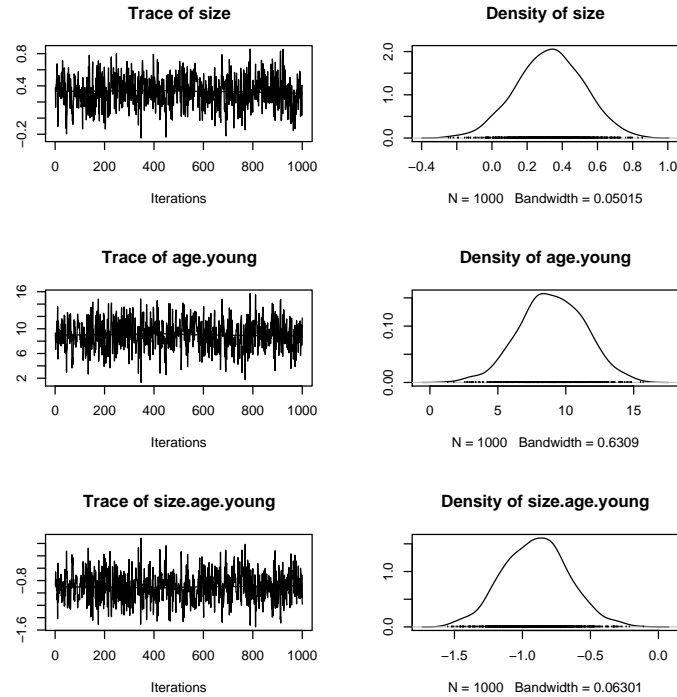 Trace of size
−0.2 0.4 0.8
0 200 400 600 800 1000
Iterations
Density of size
0.0 1.0 2.0
−0.4 0.0 0.2 0.4 0.6 0.8 1.0
N = 1000 Bandwidth = 0.05015
Trace of age.young
2 6 10 16
0 200 400 600 800 1000
Iterations
Density of age.young
0.00 0.10
0 5 10 15
N = 1000 Bandwidth = 0.6309
Trace of size.age.young
−1.6 −0.8
0 200 400 600 800 1000
Iterations
Density of size.age.young
0.0 1.0
−1.5 −1.0 −0.5 0.0
N = 1000 Bandwidth = 0.06301